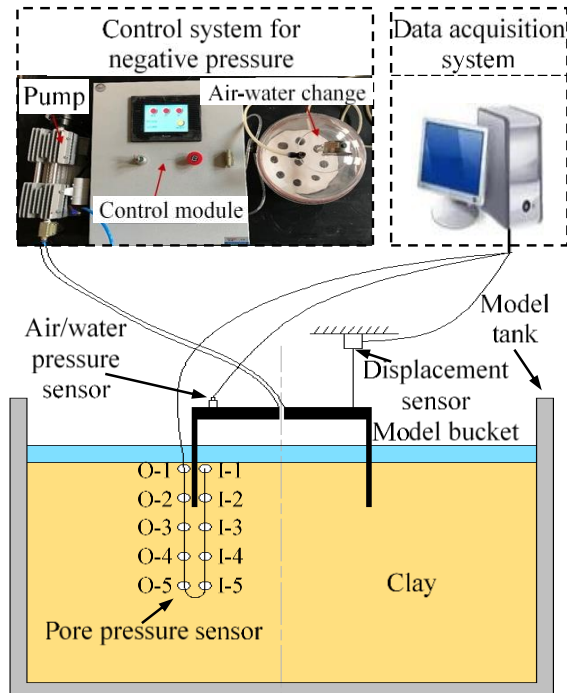 Control system for
negative pressure
Data acquisition
system
Pump
Air-water change
Control module
Air/water
pressure
sensor
Model
tank
Displacement
sensor
Model bucket
O-1 I-1
O-2 I-2
O-3 I-3
O-4 I-4
O-5 I-5
Clay
Pore pressure sensor